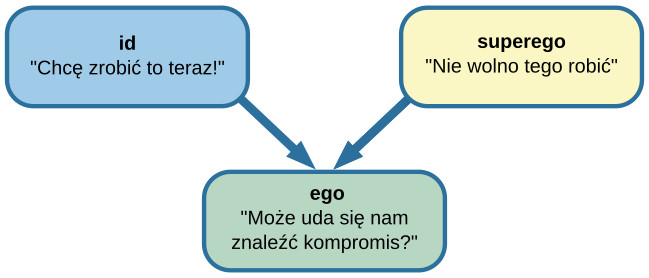 id
"Chcę zrobić to teraz!"
superego
"Nie wolno tego robić"
ego
"Może uda się nam
znaleźć kompromis?"